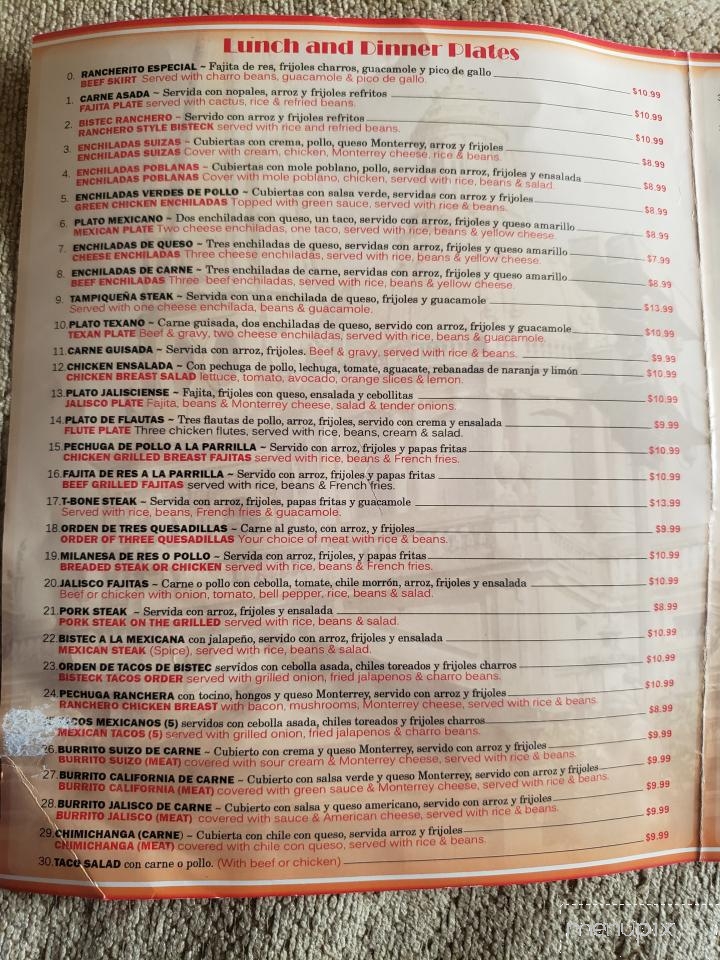 Lunch and Dinner Plates
0. RANCHERITO ESPECIAL ~ Fajita de res, frijoles charros, guacamole y pico de gallo $10.99
BEEF SKIRT Served with charro beans, guacamole & pico de gallo.
1. CARNE ASADA ~ Servida con nopales, arroz y frijoles refritos $10.99
FAJITA PLATE served with cactus, rice & refried beans.
2. BISTEC RANCHERO ~ Servido con arroz y frijoles refritos $10.99
RANCHERO STYLE BISTECK served with rice and refried beans.
3. ENCHILADAS SUIZAS ~ Cubiertas con crema, pollo, queso Monterrey, arroz y frijoles $8.99
ENCHILADAS SUIZAS Cover with cream, chicken, Monterrey cheese, rice & beans.
4. ENCHILADAS POBLANAS ~ Cubiertas con mole poblano, pollo, servidas con arroz, frijoles y ensalada $8.99
ENCHILADAS POBLANAS Cover with mole poblano, chicken, served with rice, beans & salad.
5. ENCHILADAS VERDES DE POLLO ~ Cubiertas con salsa verde, servidas con arroz y frijoles $8.99
GREEN CHICKEN ENCHILADAS Topped with green sauce, served with rice & beans.
6. PLATO MEXICANO ~ Dos enchiladas con queso, un taco, servido con arroz, frijoles y queso amarillo $8.99
MEXICAN PLATE Two cheese enchiladas, one taco, served with rice, beans & yellow cheese.
7. ENCHILADAS DE QUESO ~ Tres enchiladas de queso, servidas con arroz, frijoles y queso amarillo $7.99
CHEESE ENCHILADAS Three cheese enchiladas, served with rice, beans & yellow cheese.
8. ENCHILADAS DE CARNE ~ Tres enchiladas de carne, servidas con arroz, frijoles y queso amarillo $8.99
BEEF ENCHILADAS Three beef enchiladas, served with rice, beans & yellow cheese.
9. TAMPIQUEÑA STEAK ~ Servida con una enchilada de queso, frijoles y guacamole $13.99
Served with one cheese enchilada, beans & guacamole.
10. PLATO TEXANO ~ Carne guisada, dos enchiladas de queso, servido con arroz, frijoles y guacamole $10.99
TEXAN PLATE Beef & gravy, two cheese enchiladas, served with rice, beans & guacamole.
11. CARNE GUISADA ~ Servida con arroz, frijoles. Beef & gravy, served with rice & beans. $9.99
12. CHICKEN ENSALADA ~ Con pechuga de pollo, lechuga, tomate, aguacate, rebanadas de naranja y limón $10.99
CHICKEN BREAST SALAD lettuce, tomato, avocado, orange slices & lemon.
13. PLATO JALISCIENSE ~ Fajita, frijoles con queso, ensalada y cebollitas $10.99
JALISCO PLATE Fajita, beans & Monterrey cheese, salad & tender onions.
14. PLATO DE FLAUTAS ~ Tres flautas de pollo, arroz, frijoles, servido con crema y ensalada $9.99
FLUTE PLATE Three chicken flutes, served with rice, beans, cream & salad.
15. PECHUGA DE POLLO A LA PARRILLA ~ Servido con arroz, frijoles y papas fritas $10.99
CHICKEN GRILLED BREAST FAJITAS served with rice, beans & French fries.
16. FAJITA DE RES A LA PARRILLA ~ Servido con arroz, frijoles y papas fritas $10.99
BEEF GRILLED FAJITAS served with rice, beans & French fries.
17. T-BONE STEAK ~ Servida con arroz, frijoles, papas fritas y guacamole $13.99
Served with rice, beans, French fries & guacamole.
18. ORDEN DE TRES QUESADILLAS ~ Carne al gusto, con arroz, y frijoles $9.99
ORDER OF THREE QUESADILLAS Your choice of meat with rice & beans.
19. MILANESA DE RES O POLLO ~ Servida con arroz, frijoles, y papas fritas $10.99
BREADED STEAK OR CHICKEN served with rice, beans & French fries.
20. JALISCO FAJITAS ~ Carne o pollo con cebolla, tomate, chile morrón, arroz, frijoles y ensalada $10.99
Beef or chicken with onion, tomato, bell pepper, rice, beans & salad.
21. PORK STEAK ~ Servida con arroz, frijoles y ensalada $8.99
PORK STEAK ON THE GRILLED served with rice, beans & salad.
22. BISTEC A LA MEXICANA con jalapeño, servido con arroz, frijoles y ensalada $10.99
MEXICAN STEAK (Spice), served with rice, beans & salad.
23. ORDEN DE TACOS DE BISTEC servidos con cebolla asada, chiles toreados y frijoles charros $10.99
BISTECK TACOS ORDER served with grilled onion, fried jalapenos & charro beans.
24. PECHUGA RANCHERA con tocino, hongos y queso Monterrey, servido con arroz y frijoles $10.99
RANCHERO CHICKEN BREAST with bacon, mushrooms, Monterrey cheese, served with rice & beans.
TACOS MEXICANOS (5) servidos con cebolla asada, chiles toreados y frijoles charros $8.99
MEXICAN TACOS (5) served with grilled onion, fried jalapenos & charro beans.
26. BURRITO SUIZO DE CARNE ~ Cubierto con crema y queso Monterrey, servido con arroz y frijoles $9.99
BURRITO SUIZO (MEAT) covered with sour cream & Monterrey cheese, served with rice & beans.
27. BURRITO CALIFORNIA DE CARNE ~ Cubierto con salsa verde y queso Monterrey, servido con arroz y frijoles $9.99
BURRITO CALIFORNIA (MEAT) covered with green sauce & Monterrey cheese, served with rice & beans.
28. BURRITO JALISCO DE CARNE ~ Cubierto con salsa y queso americano, servido con arroz y frijoles $9.99
BURRITO JALISCO (MEAT) covered with sauce & American cheese, served with rice & beans.
29. CHIMICHANGA (CARNE) ~ Cubierta con chile con queso, servida arroz y frijoles $9.99
CHIMICHANGA (MEAT) covered with chile con queso, served with rice & beans.
30. TACO SALAD con carne o pollo. (With beef or chicken) $9.99
menupix